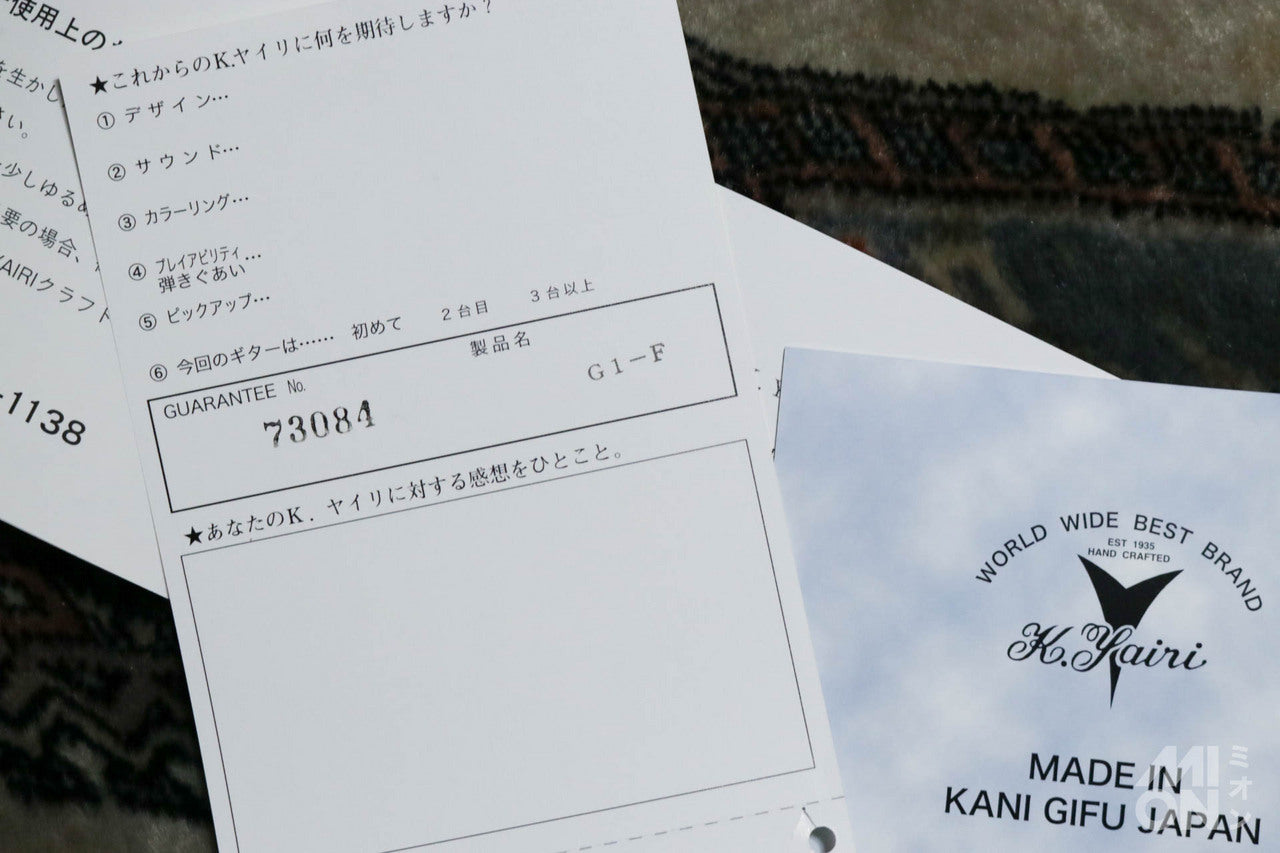 使用上の
を生かし
さい。
少しゆるめ
要の場合、
YAIRIクラフト
-1138
★これからのK.ヤイリに何を期待しますか?
① デザイン…
② サウンド…
③ カラーリング…
④ プレイアビリティ
弾きぐあい…
⑤ ピックアップ…
⑥ 今回のギターは…… 初めて 2台目 3台以上
GUARANTEE No. 製品名
73084 G1-F
★あなたのK. ヤイリに対する感想をひとこと。
WORLD WIDE BEST BRAND
EST 1935
HAND CRAFTED
K.Yairi
MADE IN
KANI GIFU JAPAN
MION
ミオン